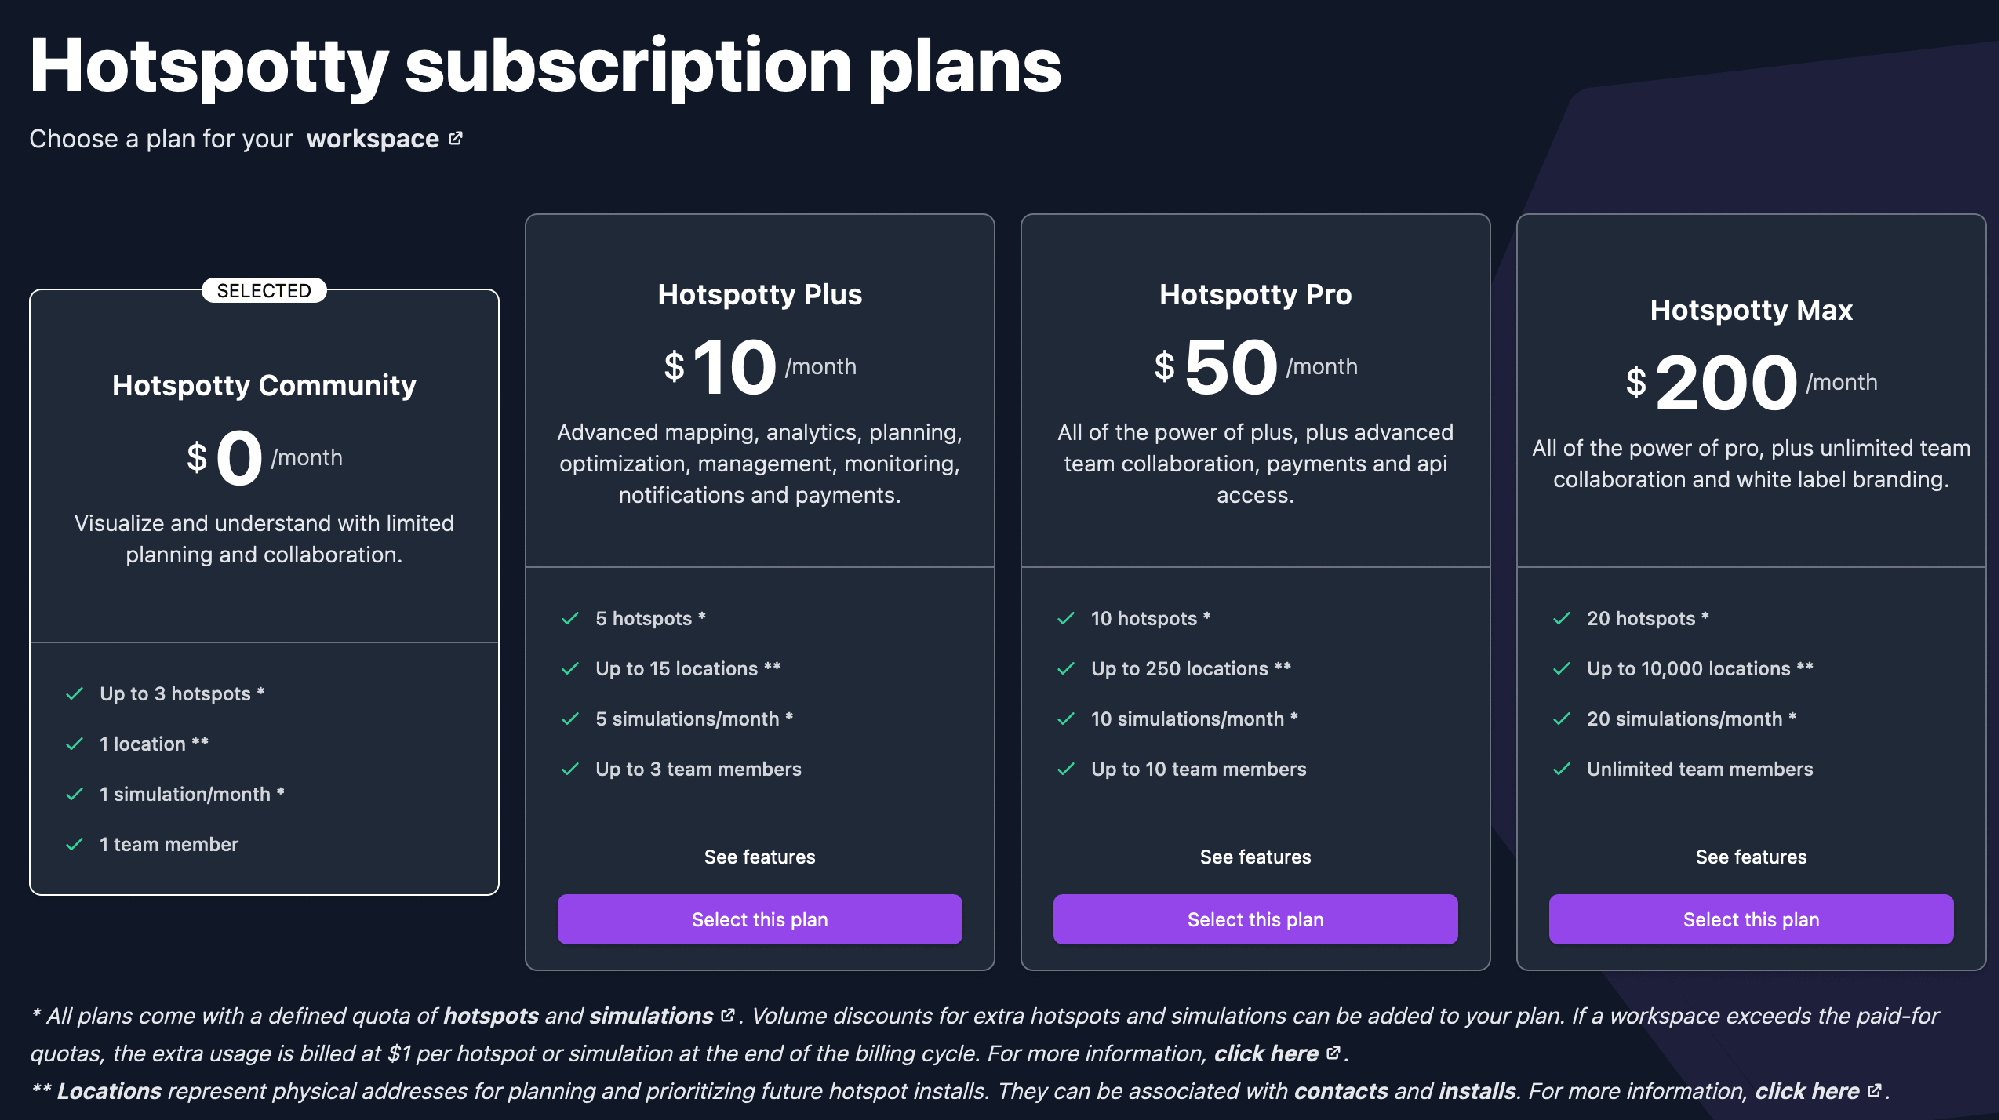 Hotspotty subscription plans
Choose a plan for your workspace
SELECTED
Hotspotty Community
$ 0 /month
Visualize and understand with limited
planning and collaboration.
Up to 3 hotspots *
1 location **
1 simulation/month *
1 team member
Hotspotty Plus
$ 10 /month
Advanced mapping, analytics, planning,
optimization, management, monitoring,
notifications and payments.
5 hotspots *
Up to 15 locations **
5 simulations/month *
Up to 3 team members
See features
Select this plan
Hotspotty Pro
$ 50 /month
All of the power of plus, plus advanced
team collaboration, payments and api
access.
10 hotspots *
Up to 250 locations **
10 simulations/month *
Up to 10 team members
See features
Select this plan
Hotspotty Max
$ 200 /month
All of the power of pro, plus unlimited team
collaboration and white label branding.
20 hotspots *
Up to 10,000 locations **
20 simulations/month *
Unlimited team members
See features
Select this plan
* All plans come with a defined quota of hotspots and simulations. Volume discounts for extra hotspots and simulations can be added to your plan. If a workspace exceeds the paid-for
quotas, the extra usage is billed at $1 per hotspot or simulation at the end of the billing cycle. For more information, click here.
** Locations represent physical addresses for planning and prioritizing future hotspot installs. They can be associated with contacts and installs. For more information, click here.